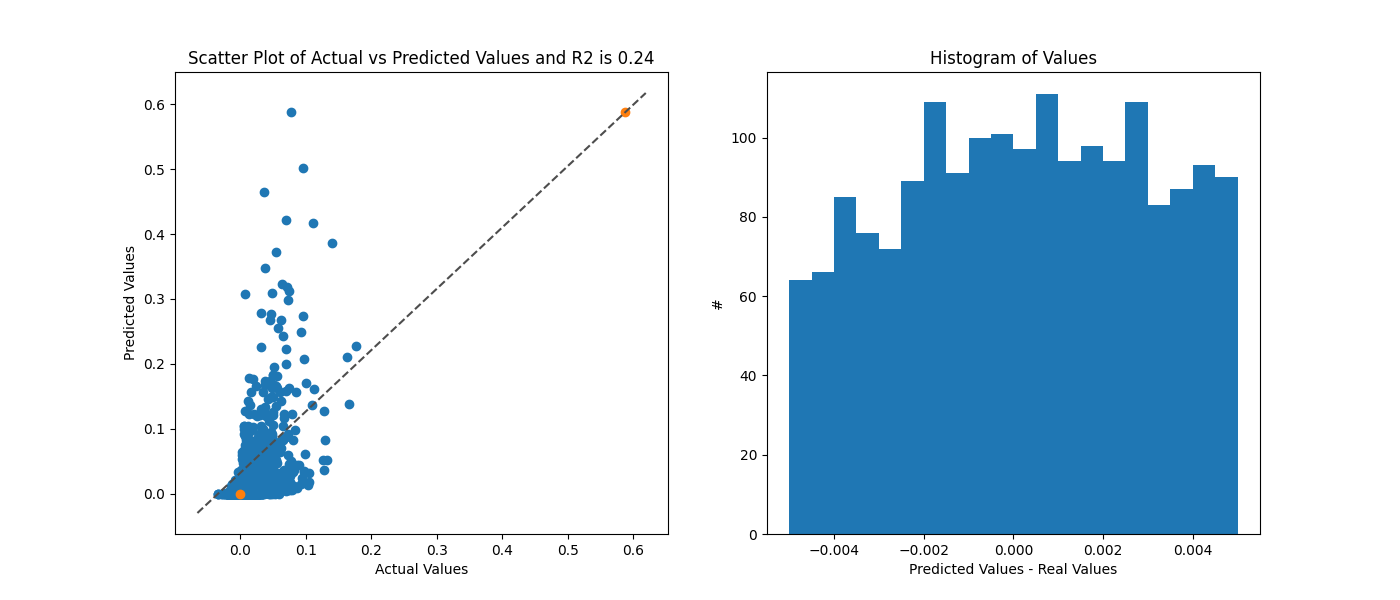 Scatter Plot of Actual vs Predicted Values and R2 is 0.24
Predicted Values
0.6
0.5
0.4
0.3
0.2
0.1
0.0
0.0 0.1 0.2 0.3 0.4 0.5 0.6
Actual Values
Histogram of Values
#
100
80
60
40
20
0
−0.004 −0.002 0.000 0.002 0.004
Predicted Values - Real Values